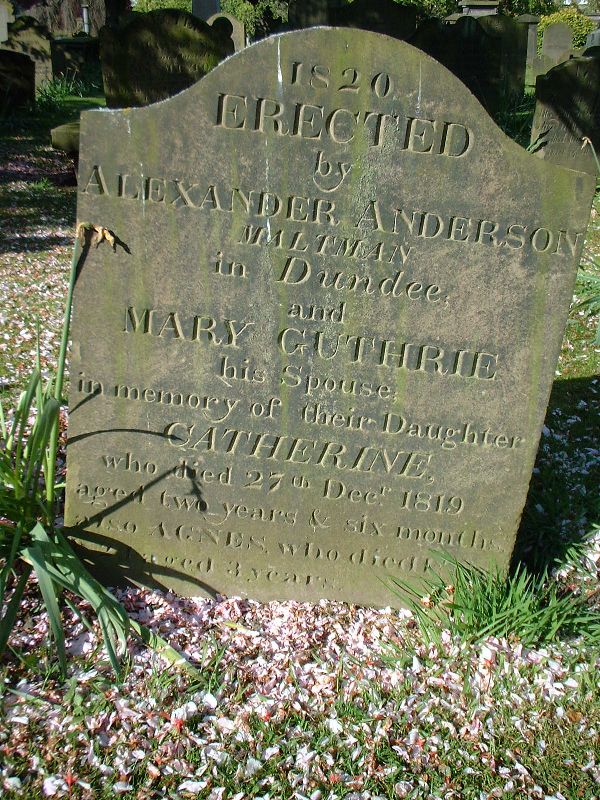 1820.
ERECTED
by
ALEXANDER ANDERSON
MALTMAN
in Dundee,
and
MARY GUTHRIE
his Spouse,
in memory of their Daughter
CATHERINE,
who died 27th Decr 1819
aged two years & six months
also AGNES who died
aged 3 years